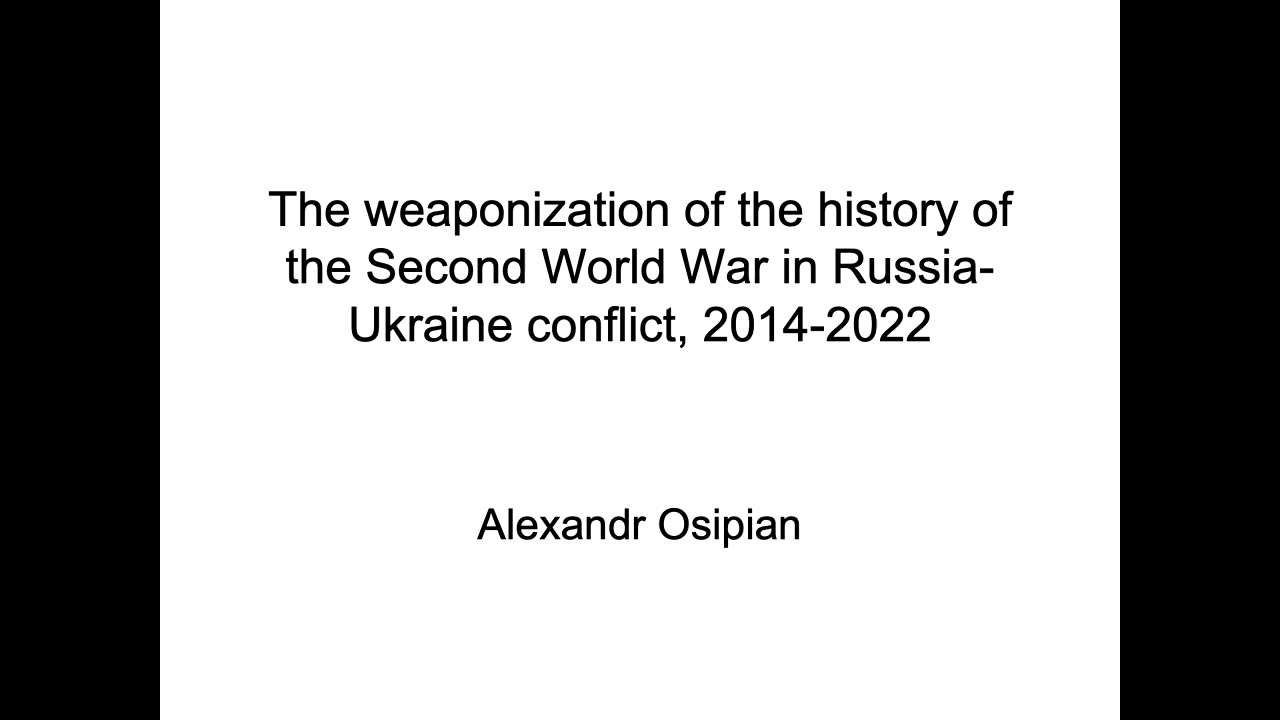 The weaponization of the history of
the Second World War in Russia-
Ukraine conflict, 2014-2022
Alexandr Osipian